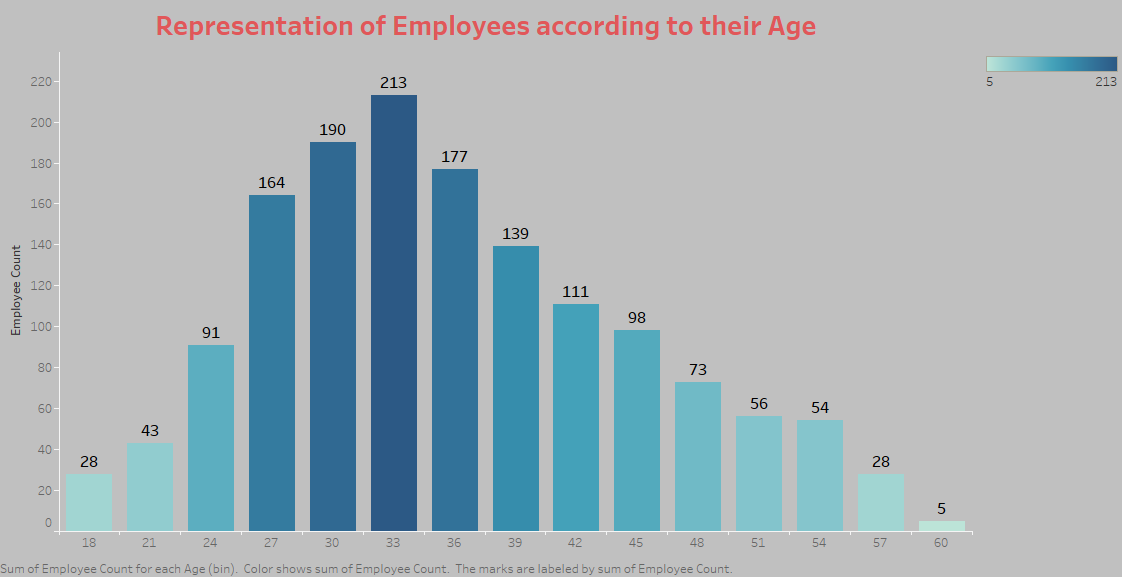 Representation of Employees according to their Age
5 213
Employee Count
220
200
180
160
140
120
100
80
60
40
20
0
28 43 91 164 190 213 177 139 111 98 73 56 54 28 5
18 21 24 27 30 33 36 39 42 45 48 51 54 57 60
Sum of Employee Count for each Age (bin).  Color shows sum of Employee Count.  The marks are labeled by sum of Employee Count.